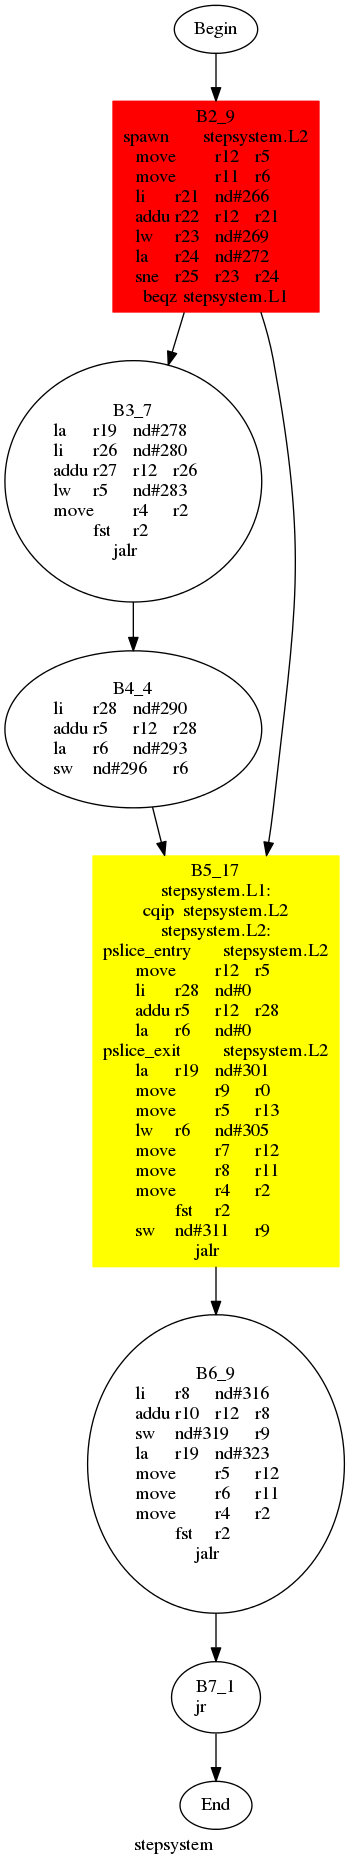 Begin
B2_9
spawn stepsystem.L2
move r12 r5
move r11 r6
li r21 nd#266
addu r22 r12 r21
lw r23 nd#269
la r24 nd#272
sne r25 r23 r24
beqz stepsystem.L1
B3_7
la r19 nd#278
li r26 nd#280
addu r27 r12 r26
lw r5 nd#283
move r4 r2
fst r2
jalr
B4_4
li r28 nd#290
addu r5 r12 r28
la r6 nd#293
sw nd#296 r6
B5_17
stepsystem.L1:
cqip stepsystem.L2
stepsystem.L2:
pslice_entry stepsystem.L2
move r12 r5
li r28 nd#0
addu r5 r12 r28
la r6 nd#0
pslice_exit stepsystem.L2
la r19 nd#301
move r9 r0
move r5 r13
lw r6 nd#305
move r7 r12
move r8 r11
move r4 r2
fst r2
sw nd#311 r9
jalr
B6_9
li r8 nd#316
addu r10 r12 r8
sw nd#319 r9
la r19 nd#323
move r5 r12
move r6 r11
move r4 r2
fst r2
jalr
B7_1
jr
End
stepsystem